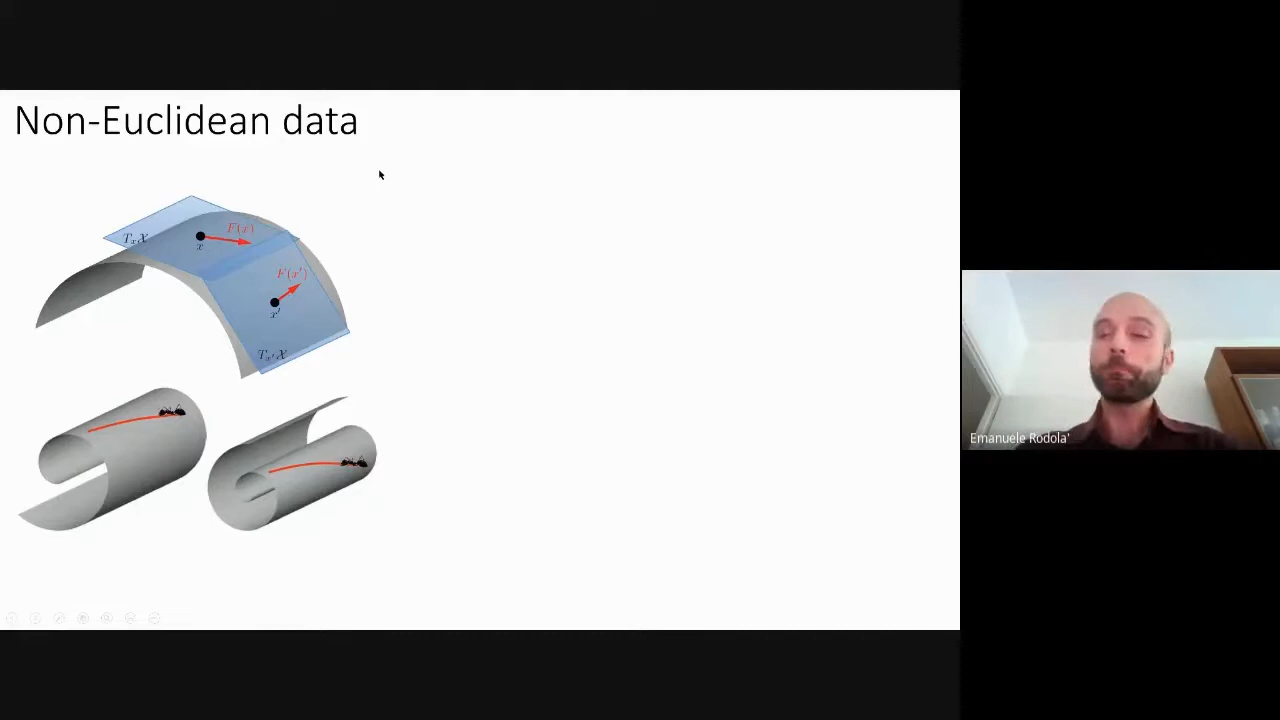 Non-Euclidean data
F(x)
TₓX
x
F(x′)
x′
Tₓ′X
Emanuele Rodola'